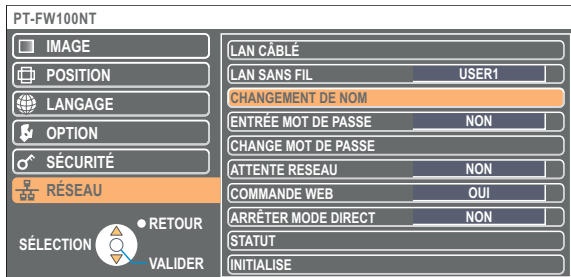 PT-FW100NT
IMAGE
POSITION
LANGAGE
OPTION
SÉCURITÉ
RÉSEAU
RETOUR
SÉLECTION
VALIDER
LAN CÂBLÉ
LAN SANS FIL USER1
CHANGEMENT DE NOM
ENTRÉE MOT DE PASSE NON
CHANGE MOT DE PASSE
ATTENTE RESEAU NON
COMMANDE WEB OUI
ARRÊTER MODE DIRECT NON
STATUT
INITIALISE